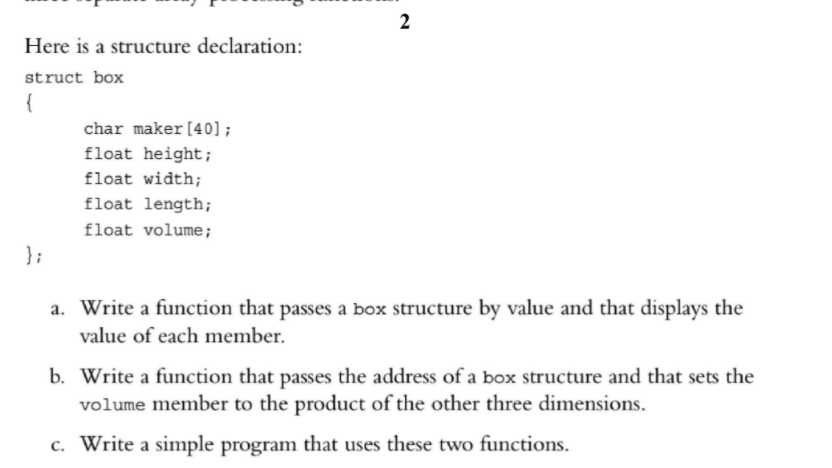 2
Here is a structure declaration:
struct box
{
char maker[40];
float height;
float width;
float length;
float volume;
};
a. Write a function that passes a box structure by value and that displays the
value of each member.
b. Write a function that passes the address of a box structure and that sets the
volume member to the product of the other three dimensions.
c. Write a simple program that uses these two functions.